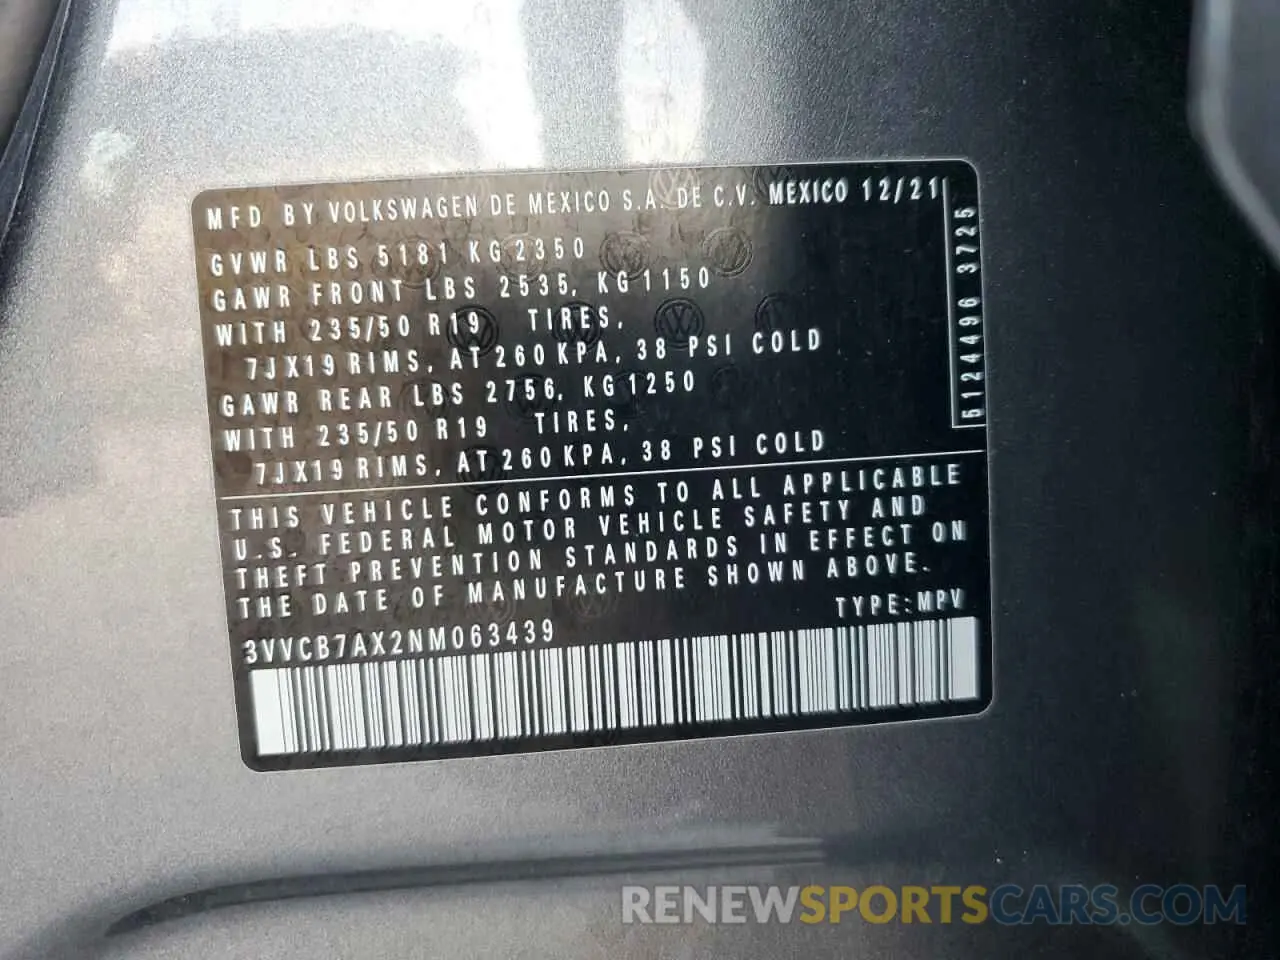 MFD BY VOLKSWAGEN DE MEXICO S.A. DE C.V. MEXICO 12/21
GVWR LBS 5181 KG 2350
GAWR FRONT LBS 2535, KG 1150
WITH 235/50 R19 TIRES,
7JX19 RIMS, AT 260 KPA, 38 PSI COLD
GAWR REAR LBS 2756, KG 1250
WITH 235/50 R19 TIRES,
7JX19 RIMS, AT 260 KPA, 38 PSI COLD
5124496 3725
THIS VEHICLE CONFORMS TO ALL APPLICABLE
U.S. FEDERAL MOTOR VEHICLE SAFETY AND
THEFT PREVENTION STANDARDS IN EFFECT ON
THE DATE OF MANUFACTURE SHOWN ABOVE.
TYPE: MPV
3VVCB7AX2NM063439
RENEWSPORTSCARS.COM